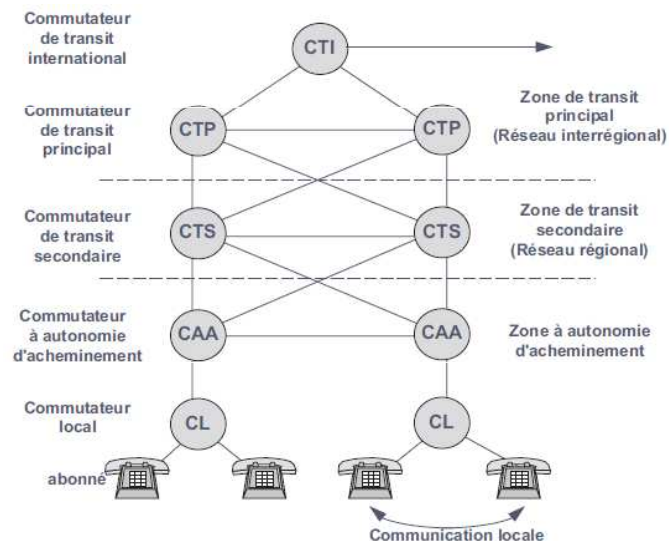 Commutateur
de transit
international
CTI
Commutateur
de transit
principal
CTP
CTP
Zone de transit
principal
(Réseau interrégional)
Commutateur
de transit
secondaire
CTS
CTS
Zone de transit
secondaire
(Réseau régional)
Commutateur
à autonomie
d'acheminement
CAA
CAA
Zone à autonomie
d'acheminement
Commutateur
local
CL
CL
abonné
Communication locale